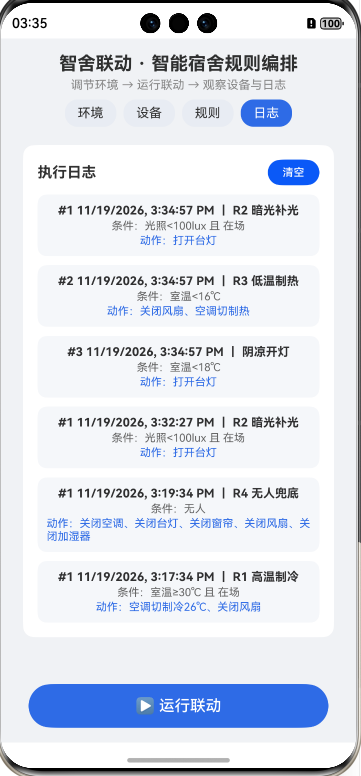 03:35
100
智舍联动 · 智能宿舍规则编排
调节环境 → 运行联动 → 观察设备与日志
环境
设备
规则
日志
执行日志
清空
#1 11/19/2026, 3:34:57 PM | R2 暗光补光
条件：光照<100lux 且 在场
动作：打开台灯
#2 11/19/2026, 3:34:57 PM | R3 低温制热
条件：室温<16℃
动作：关闭风扇、空调切制热
#3 11/19/2026, 3:34:57 PM | 阴凉开灯
条件：室温<18℃
动作：打开台灯
#1 11/19/2026, 3:32:27 PM | R2 暗光补光
条件：光照<100lux 且 在场
动作：打开台灯
#1 11/19/2026, 3:19:34 PM | R4 无人兜底
条件：无人
动作：关闭空调、关闭台灯、关闭窗帘、关闭风扇、关
闭加湿器
#1 11/19/2026, 3:17:34 PM | R1 高温制冷
条件：室温≥30℃ 且 在场
动作：空调切制冷26℃、关闭风扇
运行联动